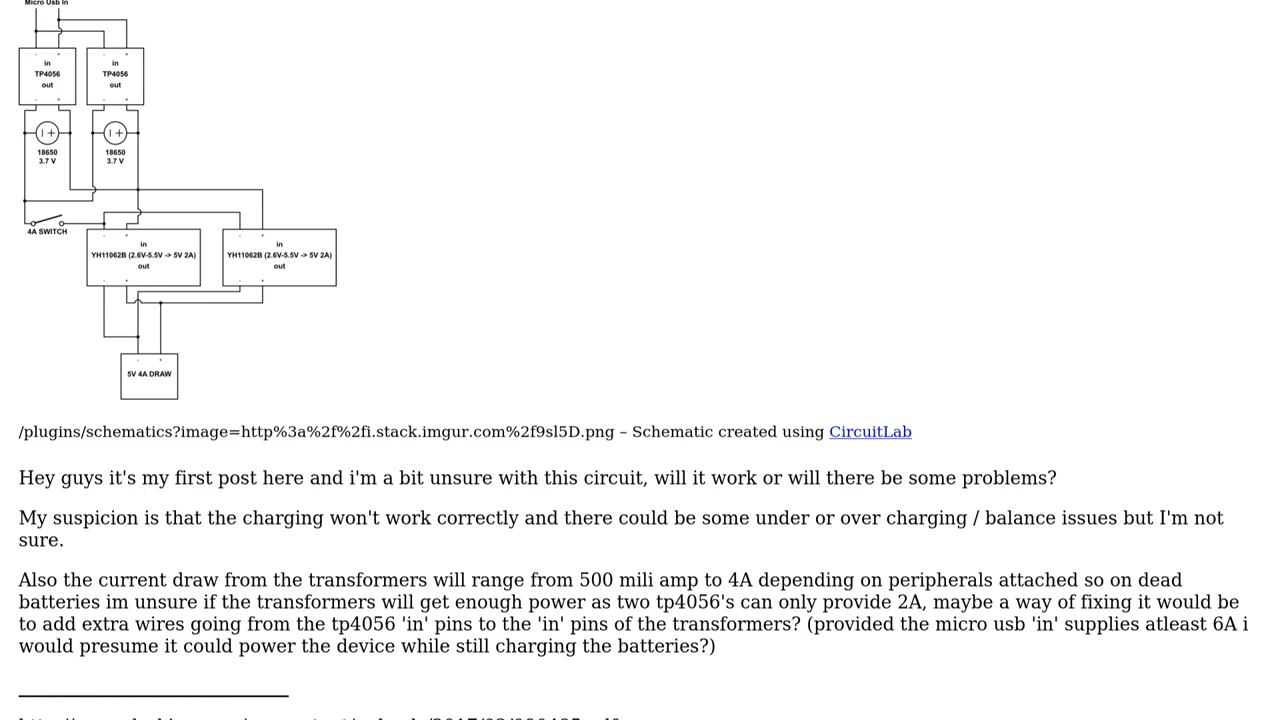 Micro Usb In
- + - +
in in
TP4056 TP4056
out out
- + - +
18650 18650
3.7 V 3.7 V
4A SWITCH
- + - +
in in
YH11062B (2.6V-5.5V -> 5V 2A) YH11062B (2.6V-5.5V -> 5V 2A)
out out
- + - +
- +
5V 4A DRAW
/plugins/schematics?image=http%3a%2f%2fi.stack.imgur.com%2f9sl5D.png – Schematic created using CircuitLab
Hey guys it's my first post here and i'm a bit unsure with this circuit, will it work or will there be some problems?
My suspicion is that the charging won't work correctly and there could be some under or over charging / balance issues but I'm not
sure.
Also the current draw from the transformers will range from 500 mili amp to 4A depending on peripherals attached so on dead
batteries im unsure if the transformers will get enough power as two tp4056's can only provide 2A, maybe a way of fixing it would be
to add extra wires going from the tp4056 'in' pins to the 'in' pins of the transformers? (provided the micro usb 'in' supplies atleast 6A i
would presume it could power the device while still charging the batteries?)